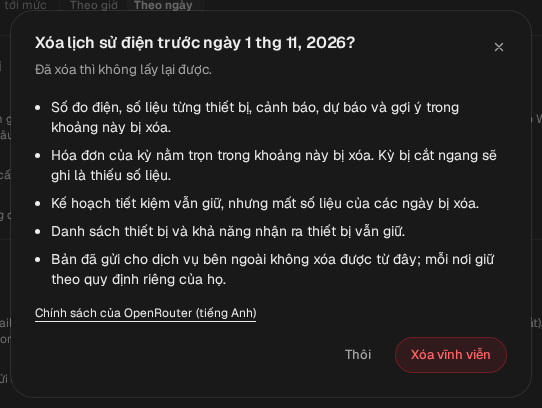 tới mức Theo giờ Theo ngày
Xóa lịch sử điện trước ngày 1 thg 11, 2026?
Đã xóa thì không lấy lại được.
Số đo điện, số liệu từng thiết bị, cảnh báo, dự báo và gợi ý trong
khoảng này bị xóa.
Hóa đơn của kỳ nằm trọn trong khoảng này bị xóa. Kỳ bị cắt ngang sẽ
ghi là thiếu số liệu.
Kế hoạch tiết kiệm vẫn giữ, nhưng mất số liệu của các ngày bị xóa.
Danh sách thiết bị và khả năng nhận ra thiết bị vẫn giữ.
Bản đã gửi cho dịch vụ bên ngoài không xóa được từ đây; mỗi nơi giữ
theo quy định riêng của họ.
Chính sách của OpenRouter (tiếng Anh)
Thôi Xóa vĩnh viễn